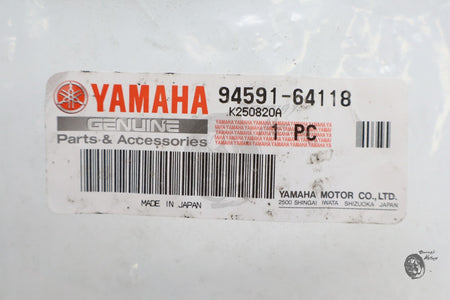 YAMAHA 94591-64118
K250820A
GENUINE
Parts & Accessories
1 PC
YAMAHA MOTOR CO., LTD.
2500 SHINGAI IWATA SHIZUOKA JAPAN
MADE IN JAPAN